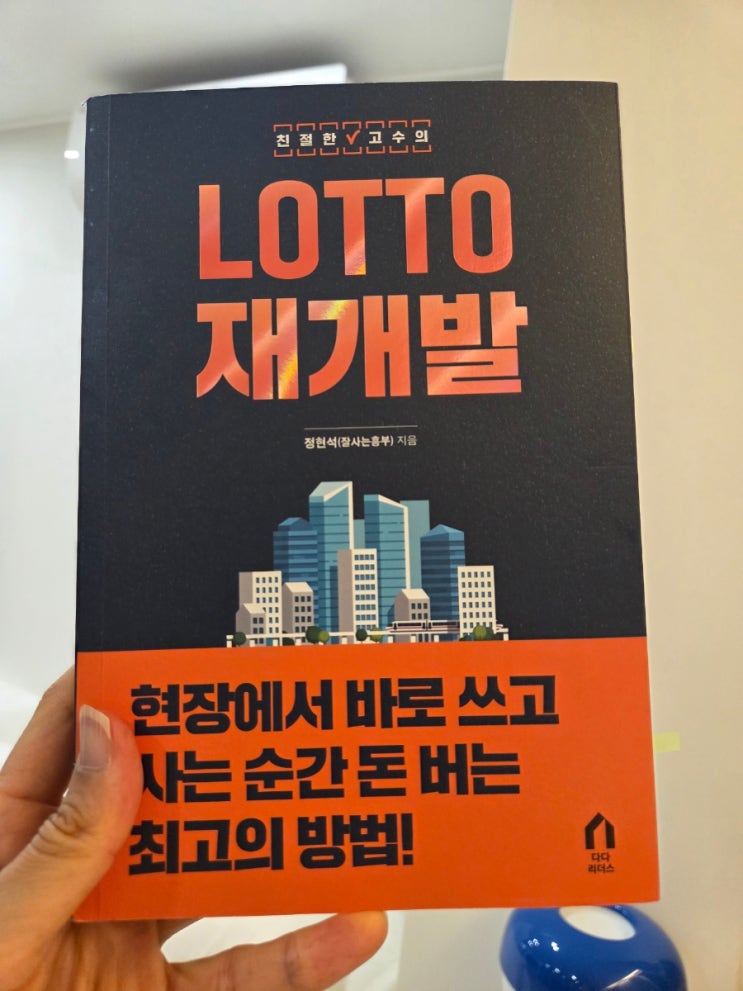 친절한 고수의
LOTTO
재개발
정현석(잘사는흥부) 지음
현장에서 바로 쓰고
사는 순간 돈 버는
최고의 방법!
다다
리더스